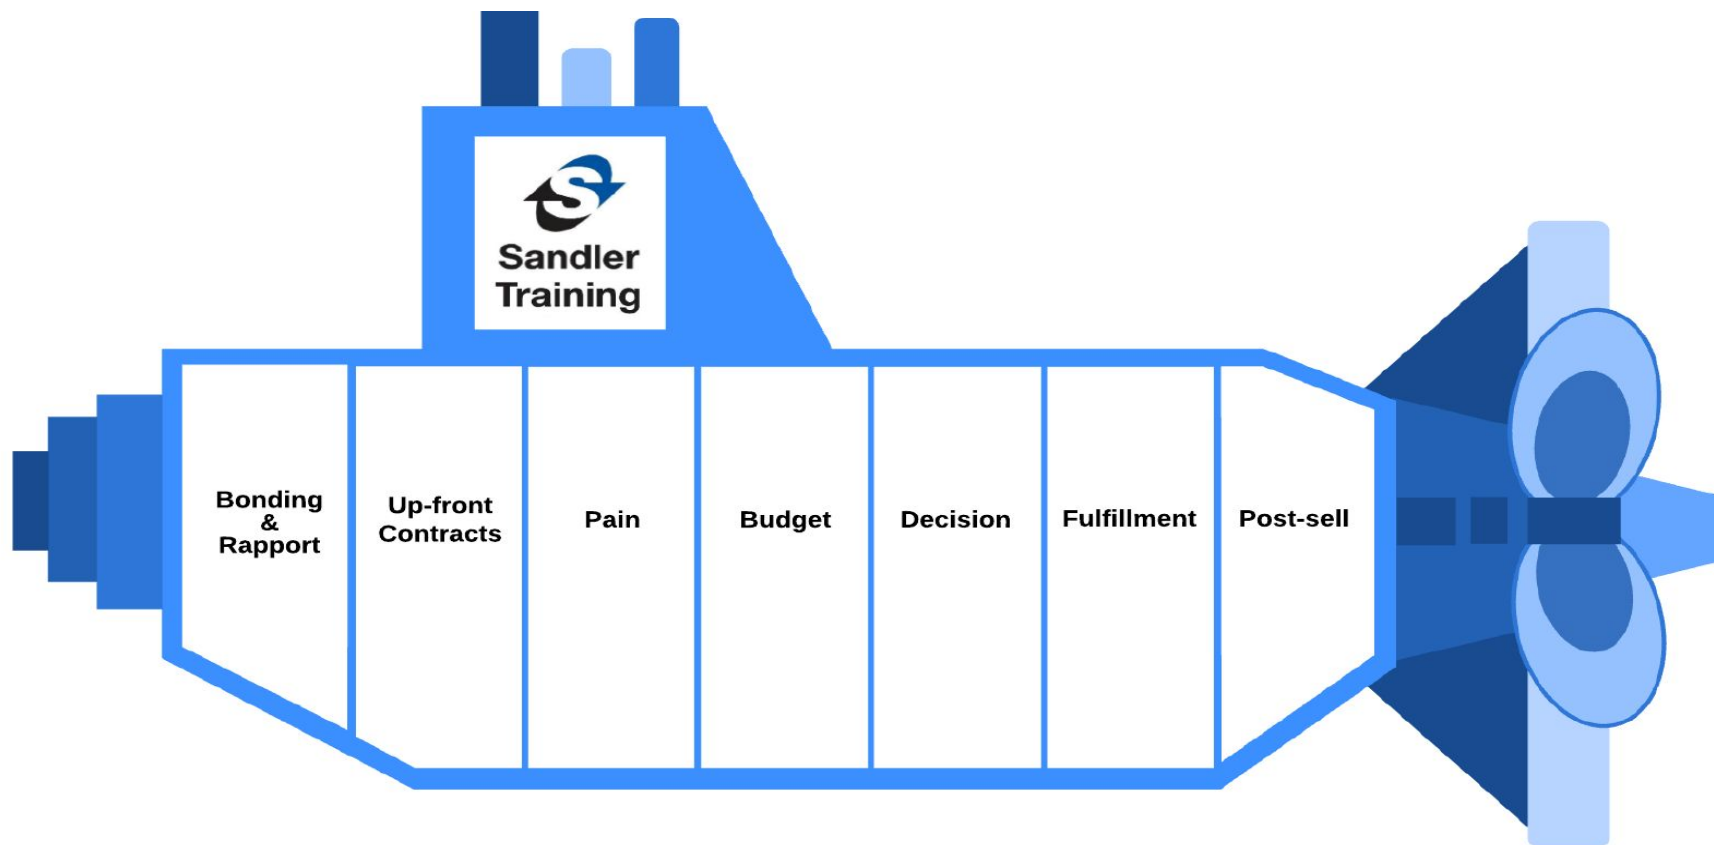 Sandler
Training
Bonding
&
Rapport
Up-front
Contracts
Pain
Budget
Decision
Fulfillment
Post-sell